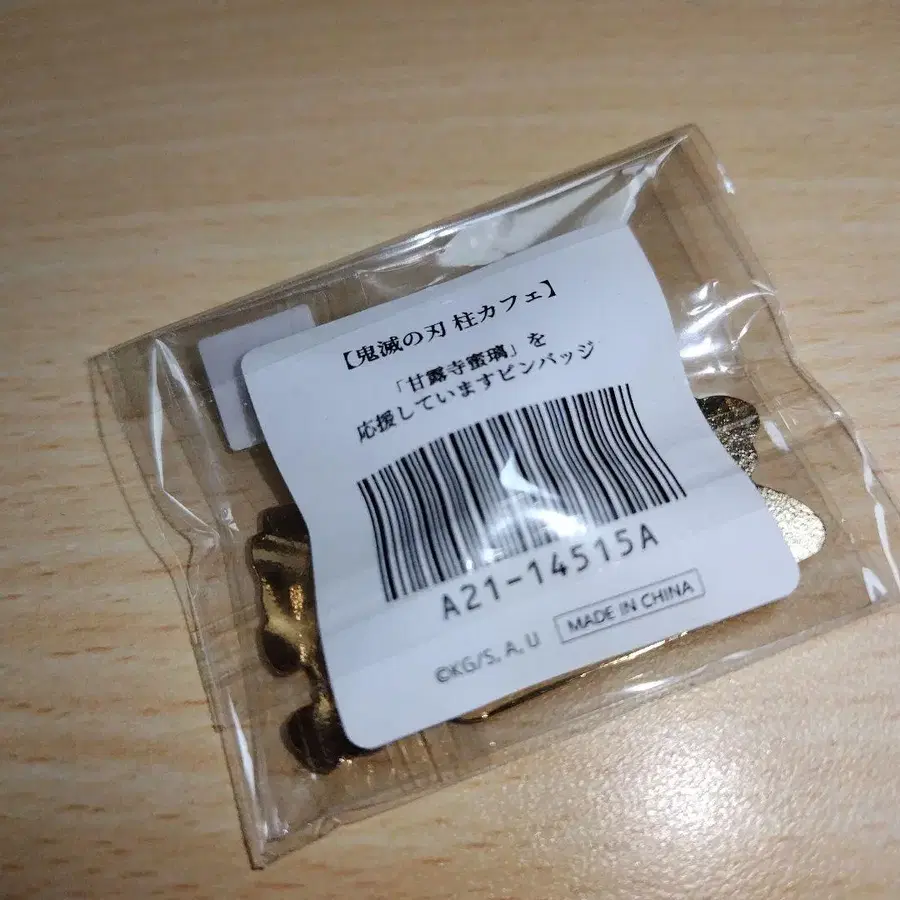 【鬼滅の刃 柱カフェ】
「甘露寺蜜璃」を
応援していますピンバッジ
A21-14515A
©KG/S, A, U MADE IN CHINA